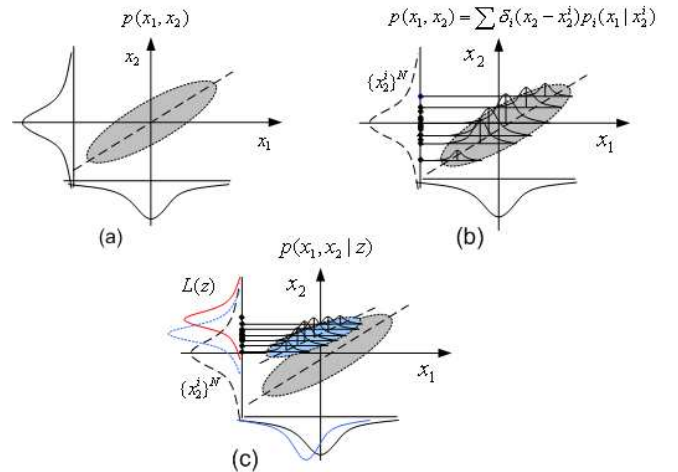 p(x₁, x₂)
x₂
x₁
(a)
p(x₁, x₂) = ∑ δᵢ(x₂ − x₂ⁱ)pᵢ(x₁ | x₂ⁱ)
x₂
{x₂ⁱ}ᴺ
x₁
(b)
p(x₁, x₂ | z)
L(z)
x₂
x₁
{x₂ⁱ}ᴺ
(c)